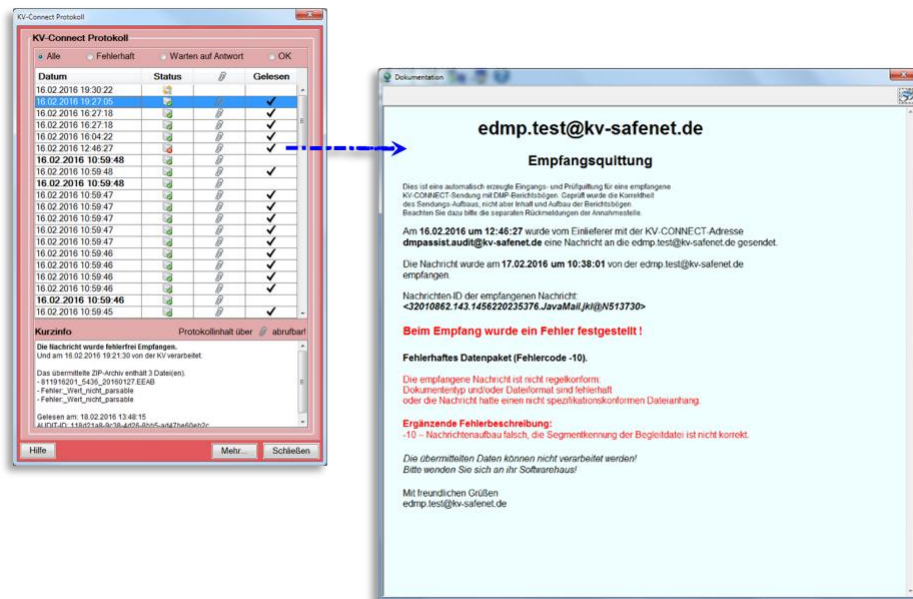 KV-Connect Protokoll
KV-Connect Protokoll
Alle Fehlerhaft Warten auf Antwort OK
Datum Status Gelesen
16.02.2016 19:30:22
16.02.2016 19:27:05
16.02.2016 16:27:18
16.02.2016 16:27:18
16.02.2016 16:04:22
16.02.2016 12:46:27
16.02.2016 10:59:48
16.02.2016 10:59:48
16.02.2016 10:59:48
16.02.2016 10:59:47
16.02.2016 10:59:47
16.02.2016 10:59:47
16.02.2016 10:59:47
16.02.2016 10:59:47
16.02.2016 10:59:46
16.02.2016 10:59:46
16.02.2016 10:59:46
16.02.2016 10:59:46
16.02.2016 10:59:46
16.02.2016 10:59:45
Kurzinfo Protokollinhalt über abrufbar!
Die Nachricht wurde fehlerfrei Empfangen.
Und am 16.02.2016 19:21:30 von der KV verarbeitet.
Das übermittelte ZIP-Archiv enthält 3 Datei(en).
- 811916201_5436_20160127.EEAB
- Fehler:_Wert_nicht_parsable
- Fehler:_Wert_nicht_parsable
Gelesen am: 18.02.2016 13:48:15
Hilfe Mehr... Schließen
Dokumentation
edmp.test@kv-safenet.de
Empfangsquittung
Dies ist eine automatisch erzeugte Eingangs- und Prüfquittung für eine empfangene
KV-CONNECT-Sendung mit DMP-Berichtsbögen. Geprüft wurde die Korrektheit
des Sendungs-Aufbaus, nicht aber Inhalt und Aufbau der Berichtsbögen.
Beachten Sie dazu bitte die separaten Rückmeldungen der Annahmestelle.
Am 16.02.2016 um 12:46:27 wurde vom Einlieferer mit der KV-CONNECT-Adresse
dmpassist.audit@kv-safenet.de eine Nachricht an die edmp.test@kv-safenet.de gesendet.
Die Nachricht wurde am 17.02.2016 um 10:38:01 von der edmp.test@kv-safenet.de
empfangen.
Nachrichten-ID der empfangenen Nachricht:
<32010862.143.1456220235376.JavaMail.jkl@N513730>
Beim Empfang wurde ein Fehler festgestellt !
Fehlerhaftes Datenpaket (Fehlercode -10).
Die empfangene Nachricht ist nicht regelkonform:
Dokumententyp und/oder Dateiformat sind fehlerhaft
oder die Nachricht hatte einen nicht spezifikationskonformen Dateianhang.
Ergänzende Fehlerbeschreibung:
-10 – Nachrichtenaufbau falsch, die Segmentkennung der Begleitdatei ist nicht korrekt.
Die übermittelten Daten können nicht verarbeitet werden!
Bitte wenden Sie sich an ihr Softwarehaus!
Mit freundlichen Grüßen
edmp.test@kv-safenet.de